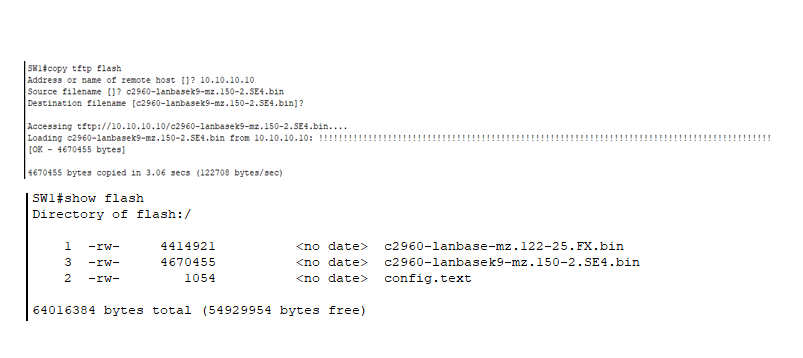 SW1#copy tftp flash
Address or name of remote host []? 10.10.10.10
Source filename []? c2960-lanbasek9-mz.150-2.SE4.bin
Destination filename [c2960-lanbasek9-mz.150-2.SE4.bin]?
Accessing tftp://10.10.10.10/c2960-lanbasek9-mz.150-2.SE4.bin....
Loading c2960-lanbasek9-mz.150-2.SE4.bin from 10.10.10.10: !!!!!!!!!!!!!!!!!!!!!!!!!!!!!!!!!!!!!!!!!!!!!!!!!!!!!!!!!!!!!!!!!!!!!!!!!!!!!!!!!!!!!!!!!!!
[OK - 4670455 bytes]
4670455 bytes copied in 3.06 secs (122708 bytes/sec)
SW1#show flash
Directory of flash:/
1 -rw- 4414921 <no date> c2960-lanbase-mz.122-25.FX.bin
3 -rw- 4670455 <no date> c2960-lanbasek9-mz.150-2.SE4.bin
2 -rw- 1054 <no date> config.text
64016384 bytes total (54929954 bytes free)